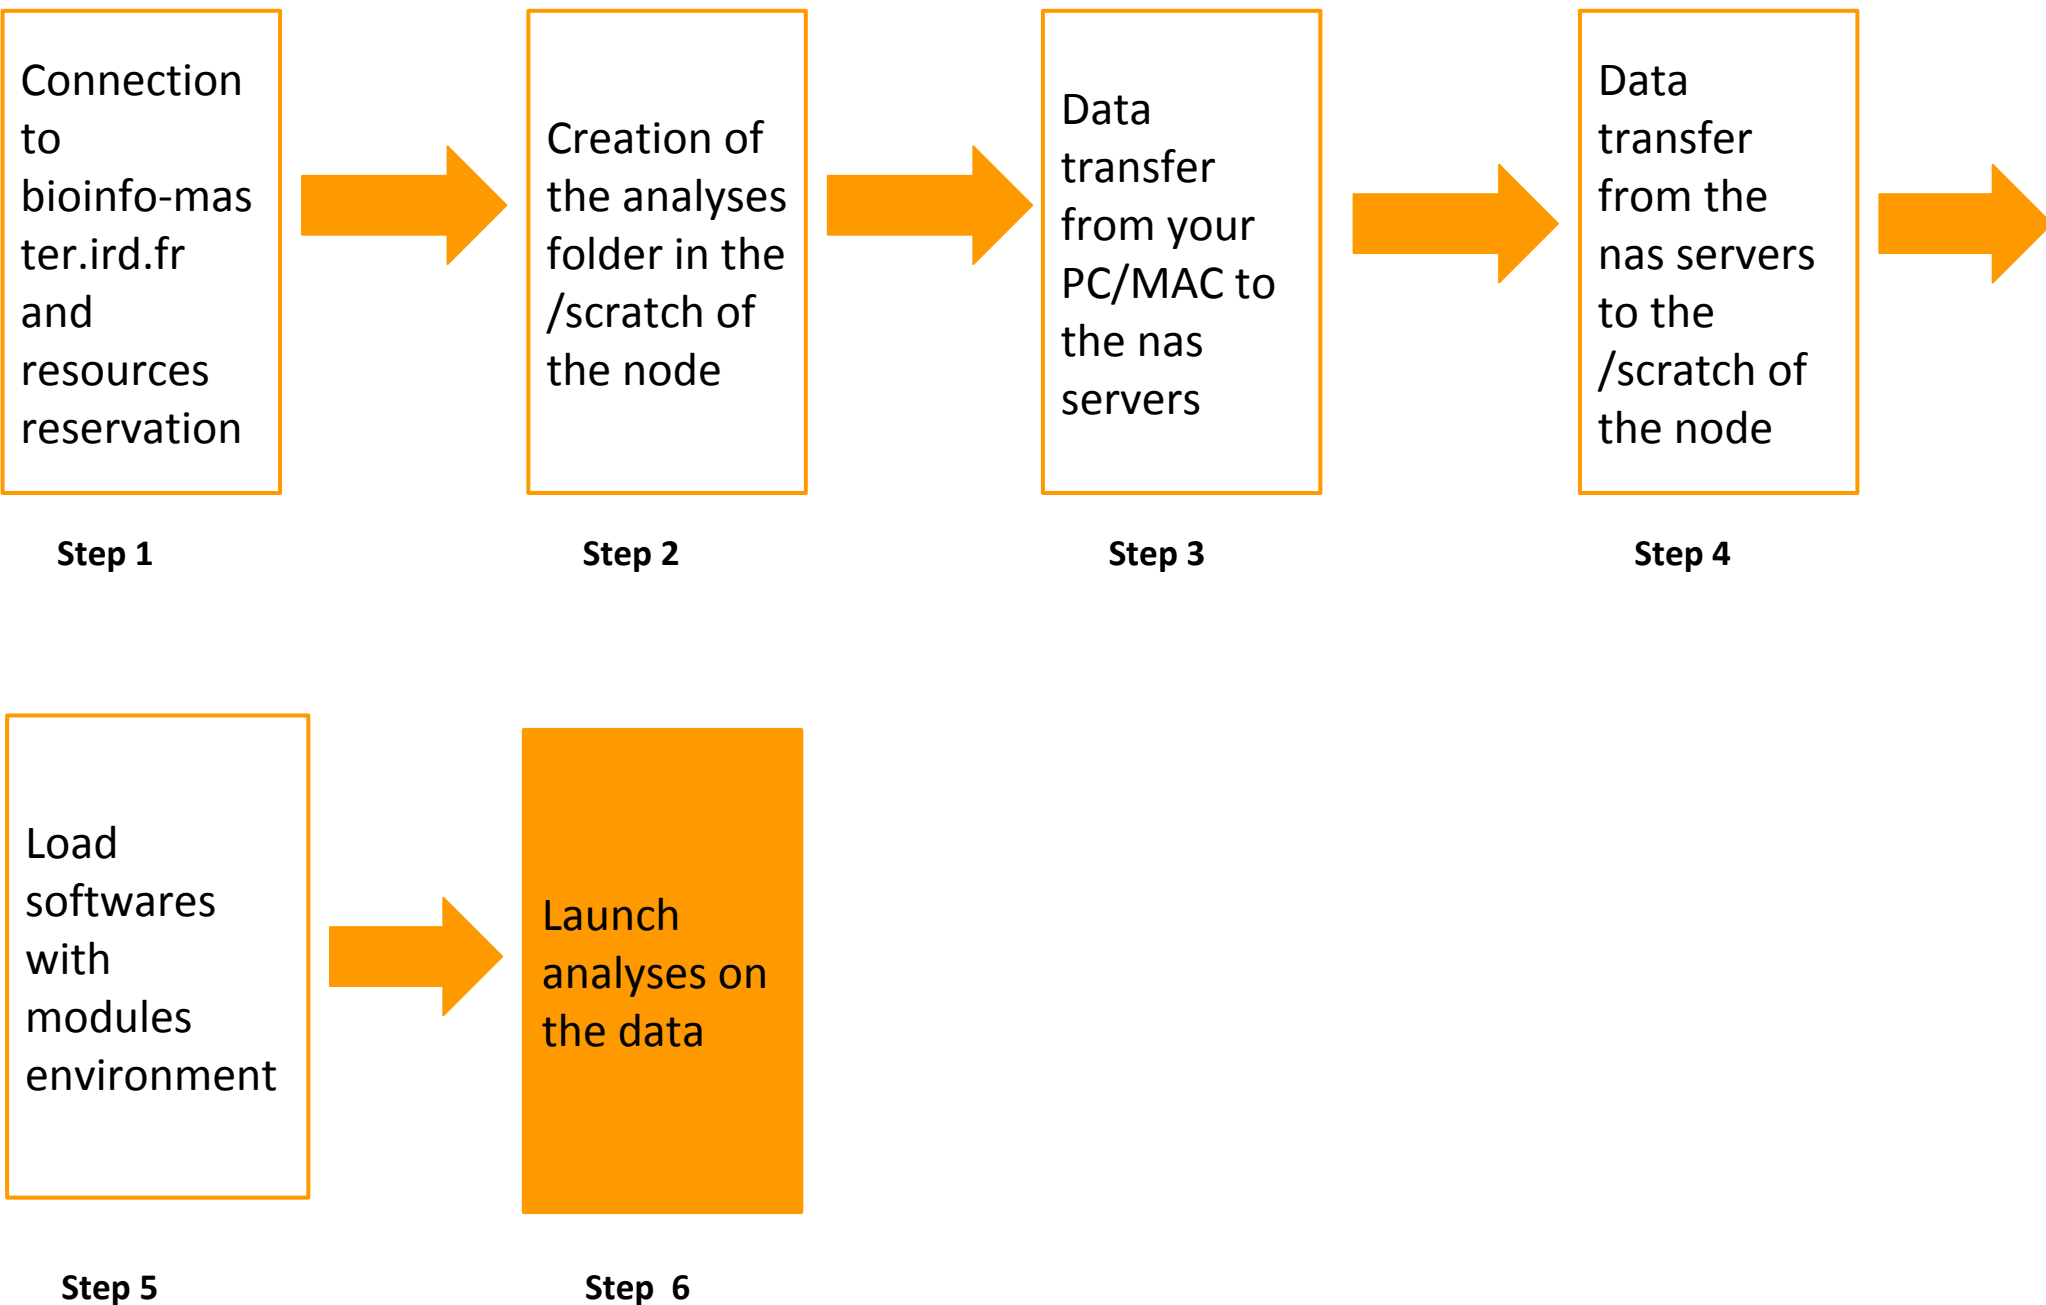 Connection
to
bioinfo-mas
ter.ird.fr
and
resources
reservation
Creation of
the analyses
folder in the
/scratch of
the node
Data
transfer
from your
PC/MAC to
the nas
servers
Data
transfer
from the
nas servers
to the
/scratch of
the node
Step 1
Step 2
Step 3
Step 4
Load
softwares
with
modules
environment
Launch
analyses on
the data
Step 5
Step 6